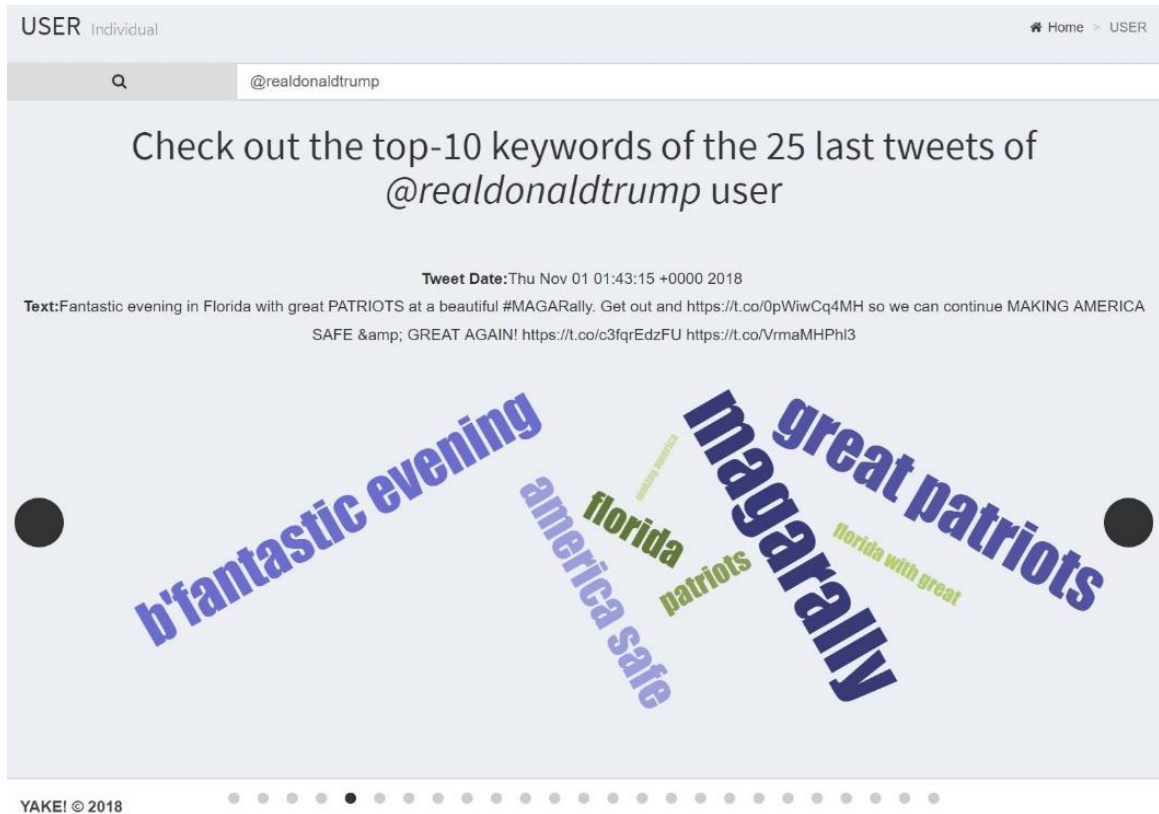 USER Individual
Home > USER
@realdonaldtrump
Check out the top-10 keywords of the 25 last tweets of
@realdonaldtrump user
Tweet Date:Thu Nov 01 01:43:15 +0000 2018
Text:Fantastic evening in Florida with great PATRIOTS at a beautiful #MAGARally. Get out and https://t.co/0pWiwCq4MH so we can continue MAKING AMERICA
SAFE &amp; GREAT AGAIN! https://t.co/c3fqrEdzFU https://t.co/VrmaMHPhl3
b'fantastic evening
america safe
making america
florida
patriots
magarally
great patriots
florida with great
YAKE! © 2018